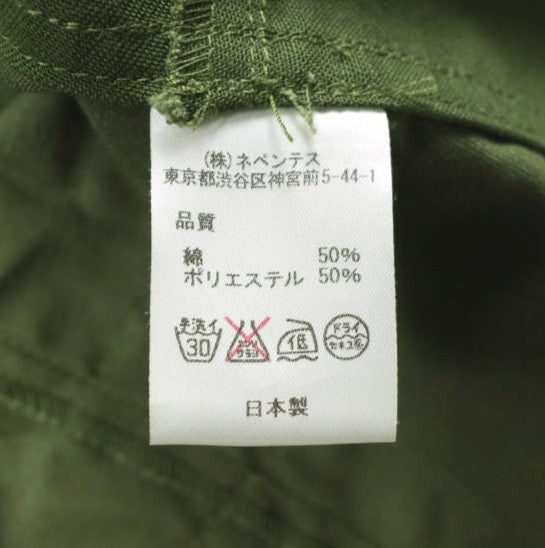 (株)ネペンテス
東京都渋谷区神宮前5-44-1
品質
綿 50%
ポリエステル 50%
手洗イ 30 エンソサラシ 低 ドライ セキユ系
日本製